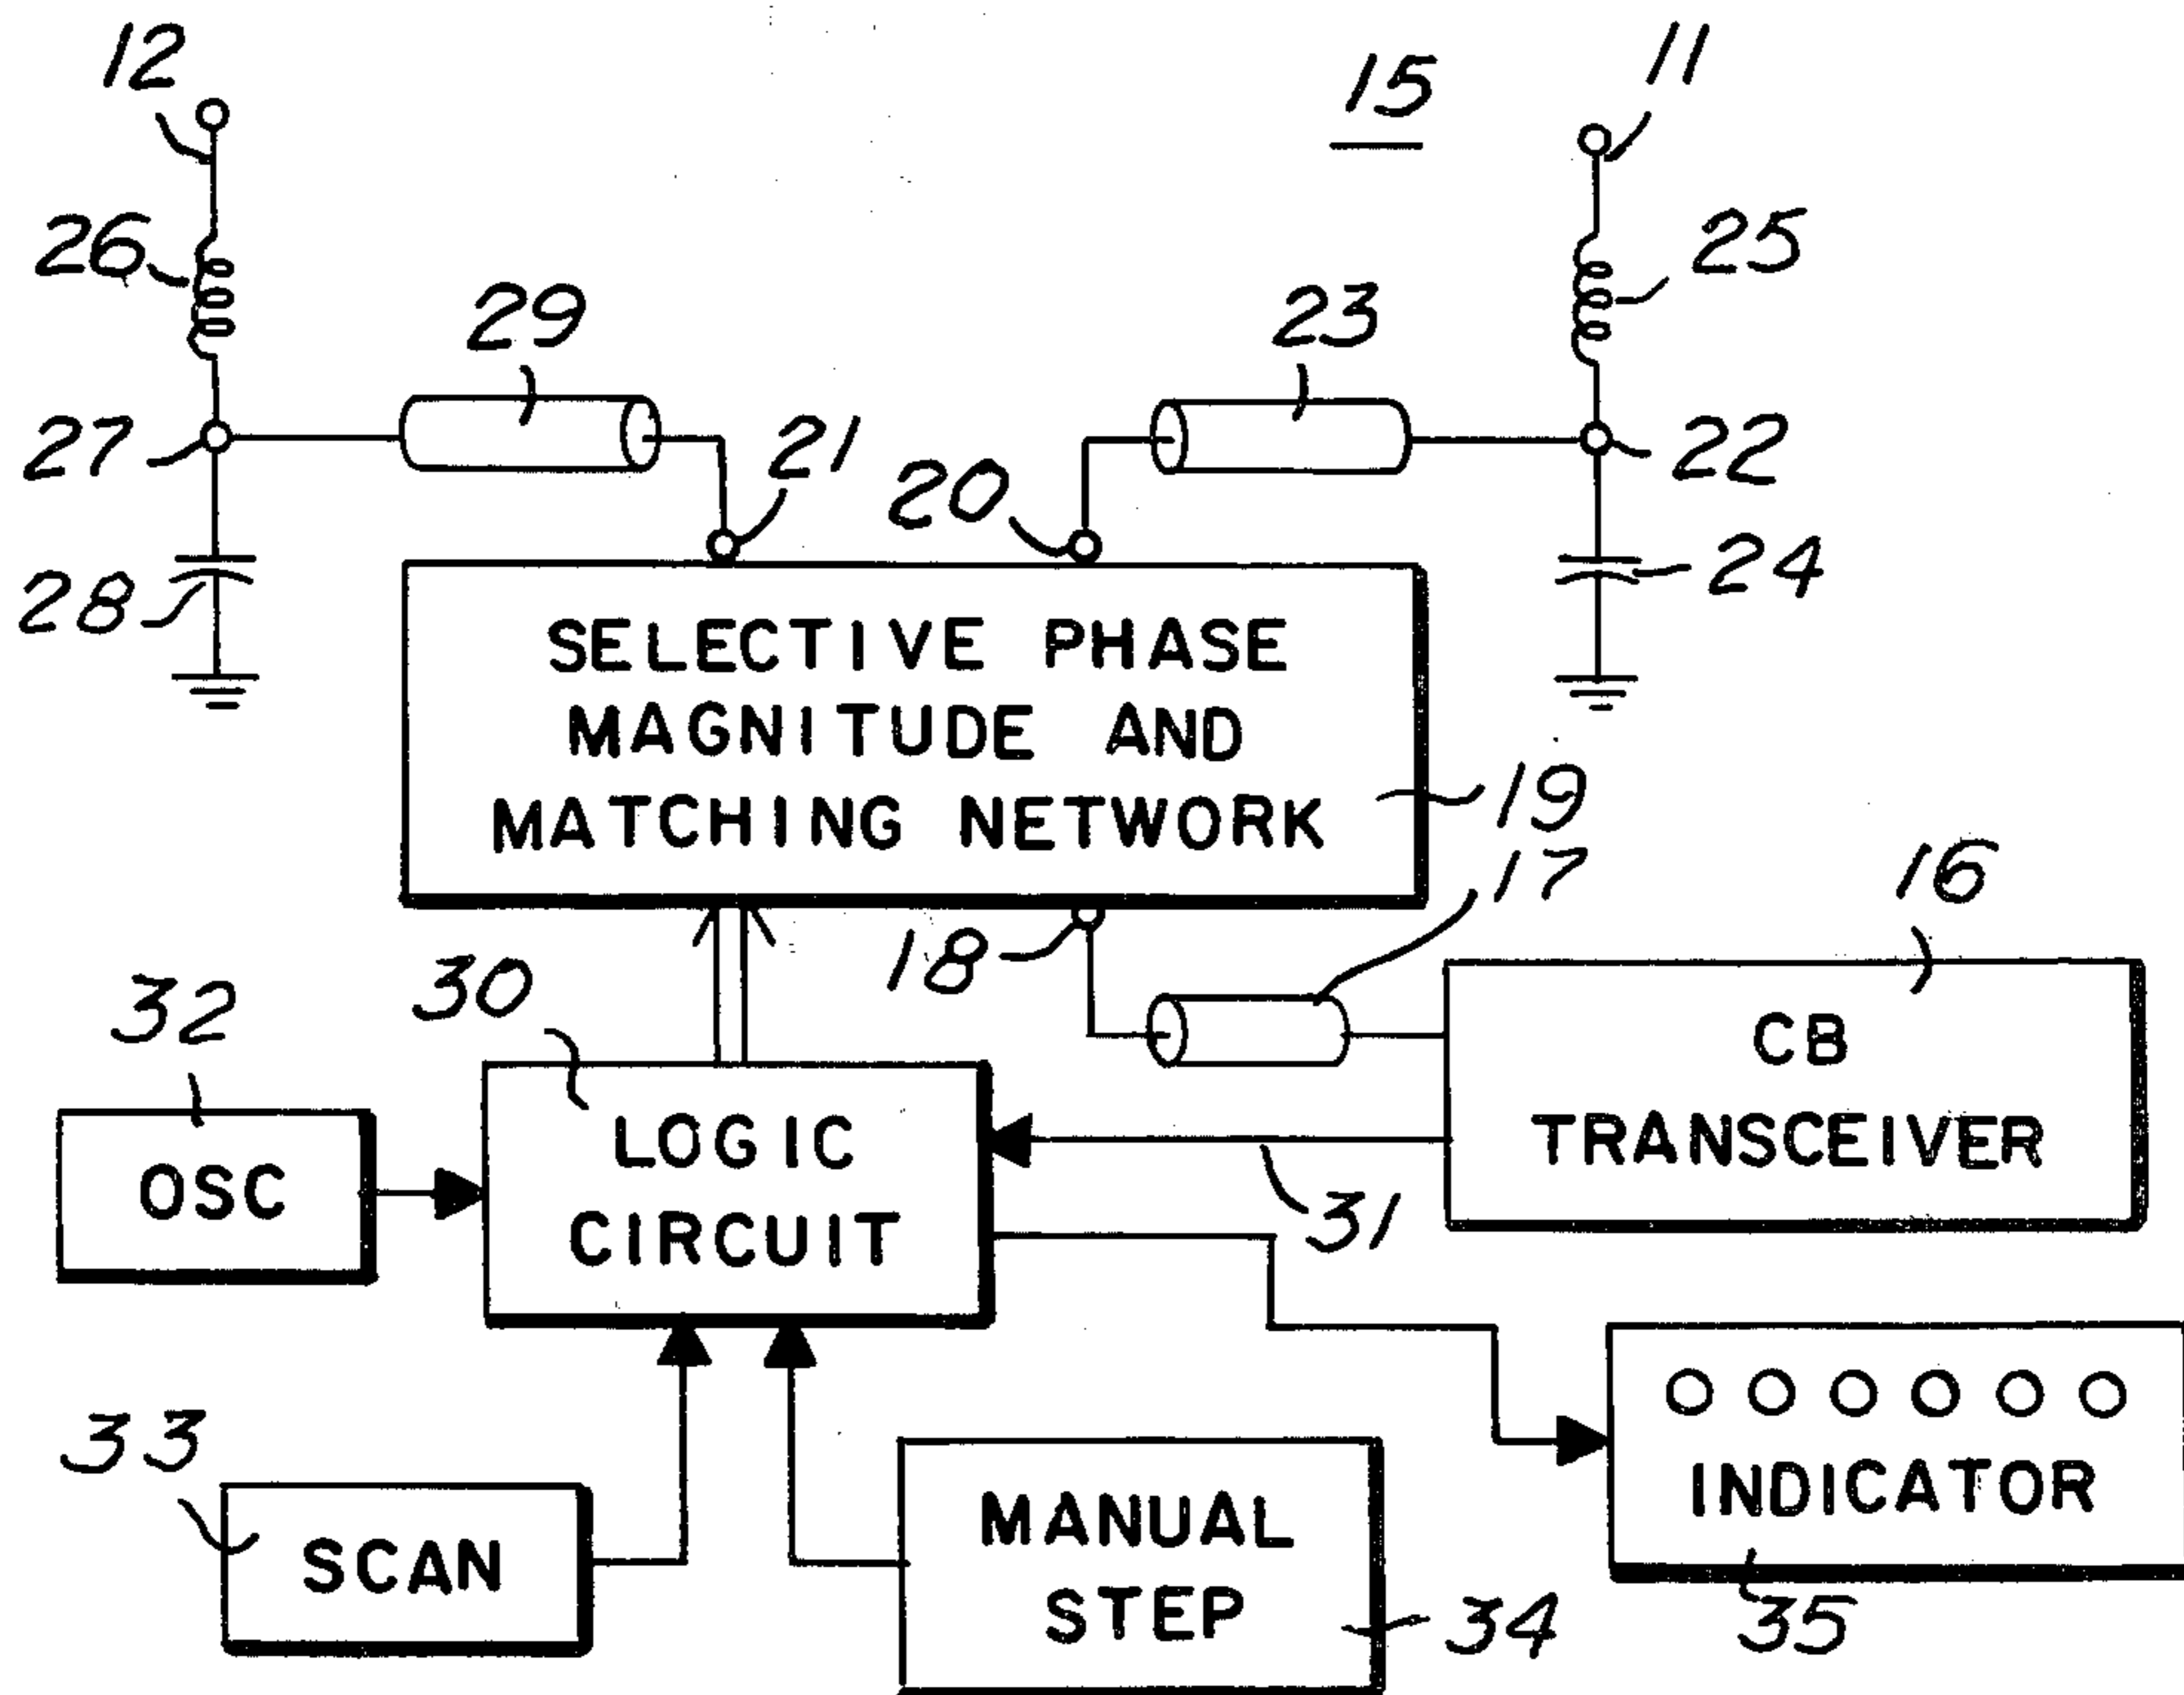 12
15
11
26
25
29
23
27
21
20
22
28
24
SELECTIVE PHASE
MAGNITUDE AND
MATCHING NETWORK
19
17
16
18
30
32
CB
TRANSCEIVER
LOGIC
CIRCUIT
OSC
31
33
INDICATOR
SCAN
MANUAL
STEP
34
35